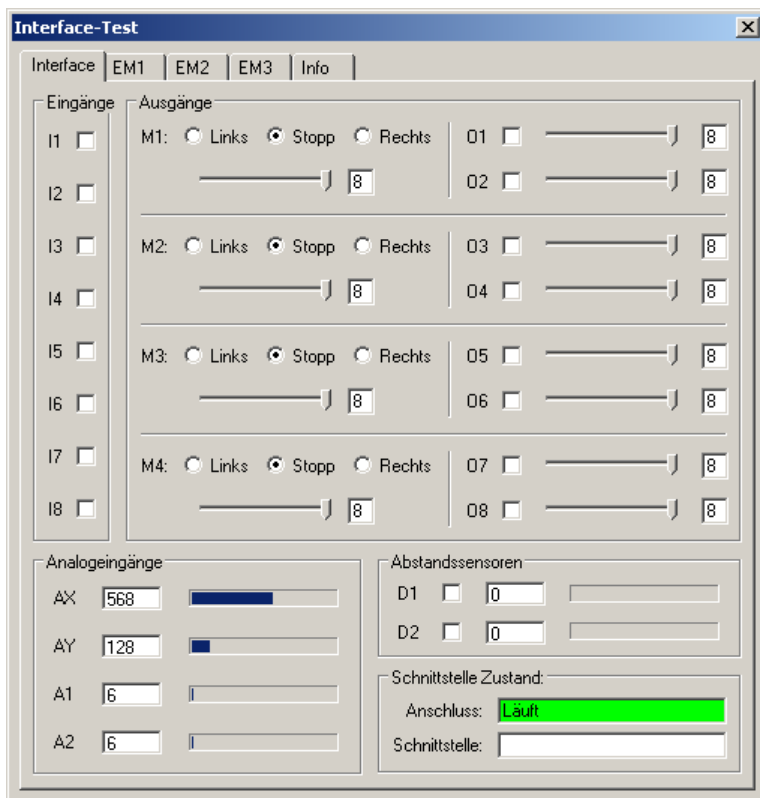 Interface-Test
Interface EM1 EM2 EM3 Info
Eingänge Ausgänge
I1 M1: Links Stopp Rechts O1 8
8 O2 8
I2
I3 M2: Links Stopp Rechts O3 8
I4 8 O4 8
I5 M3: Links Stopp Rechts O5 8
I6 8 O6 8
I7 M4: Links Stopp Rechts O7 8
I8 8 O8 8
Analogeingänge Abstandssensoren
AX 568 D1 0
AY 128 D2 0
Schnittstelle Zustand:
A1 6 Anschluss: Läuft
A2 6 Schnittstelle: